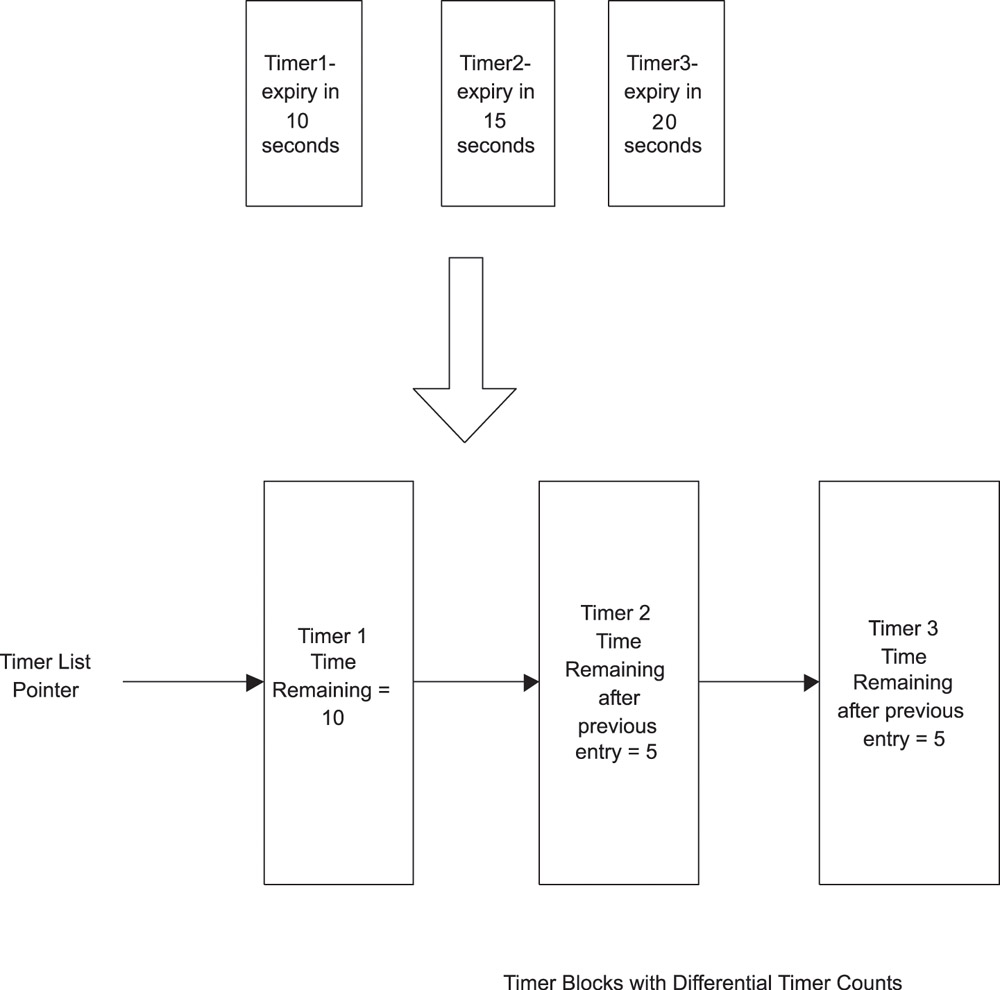 Timer1-
expiry in
10
seconds
Timer2-
expiry in
15
seconds
Timer3-
expiry in
20
seconds
Timer List
Pointer
Timer 1
Time
Remaining =
10
Timer 2
Time
Remaining
after
previous
entry = 5
Timer 3
Time
Remaining
after previous
entry = 5
Timer Blocks with Differential Timer Counts